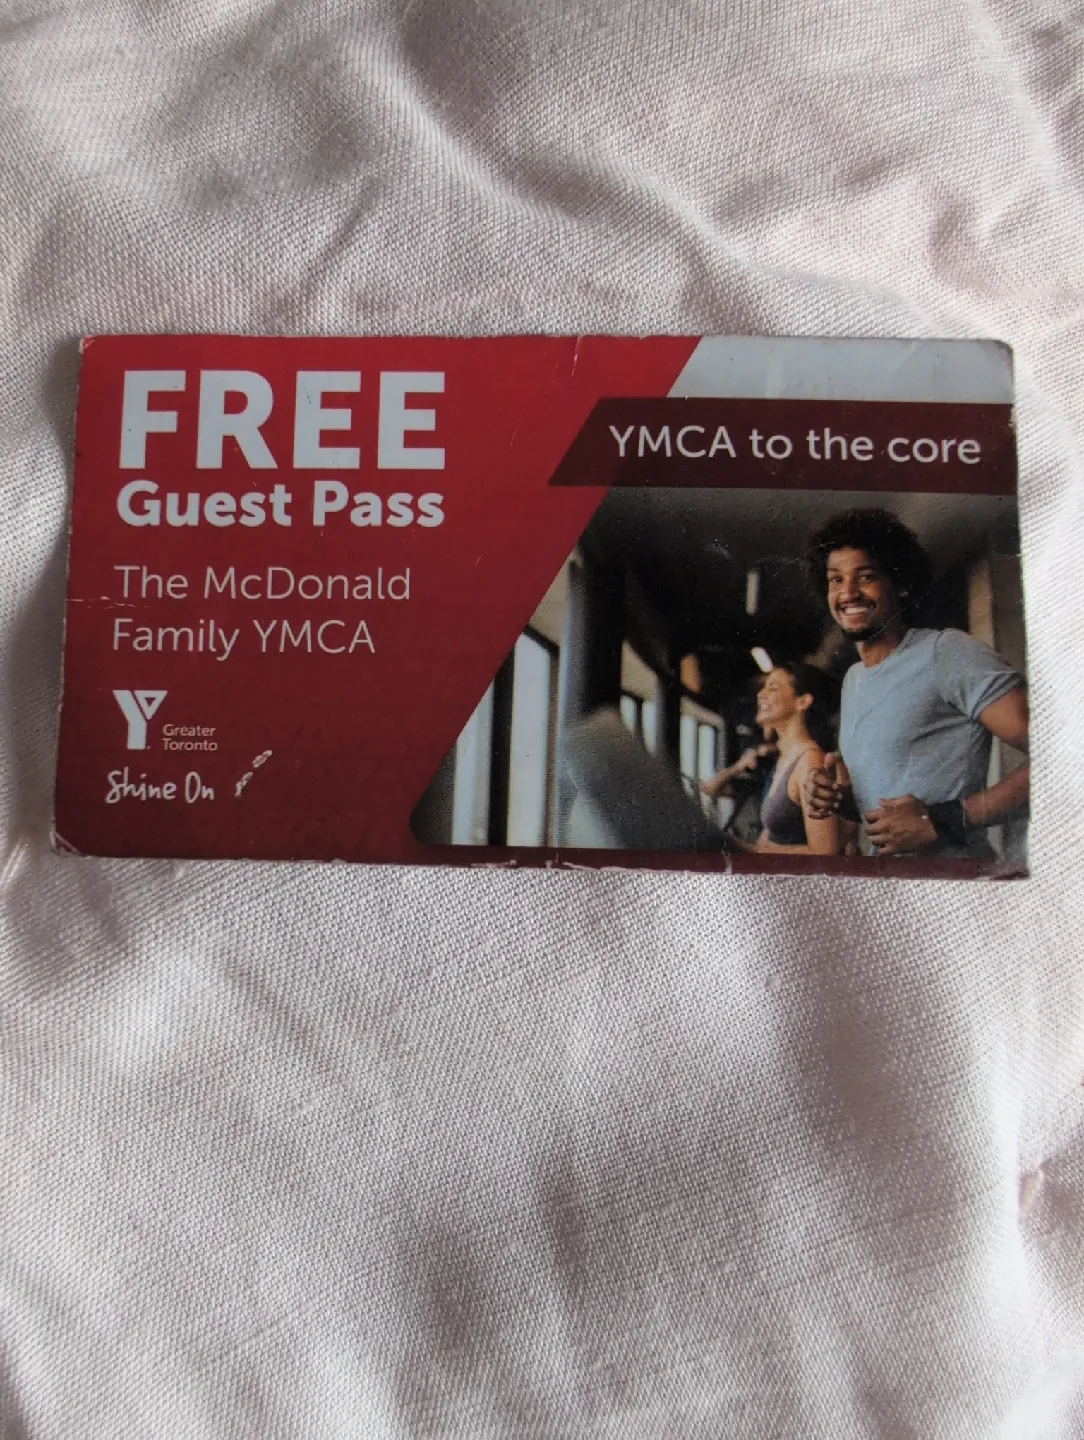 FREE
Guest Pass
The McDonald
Family YMCA
Y
Greater
Toronto
Shine On
YMCA to the core